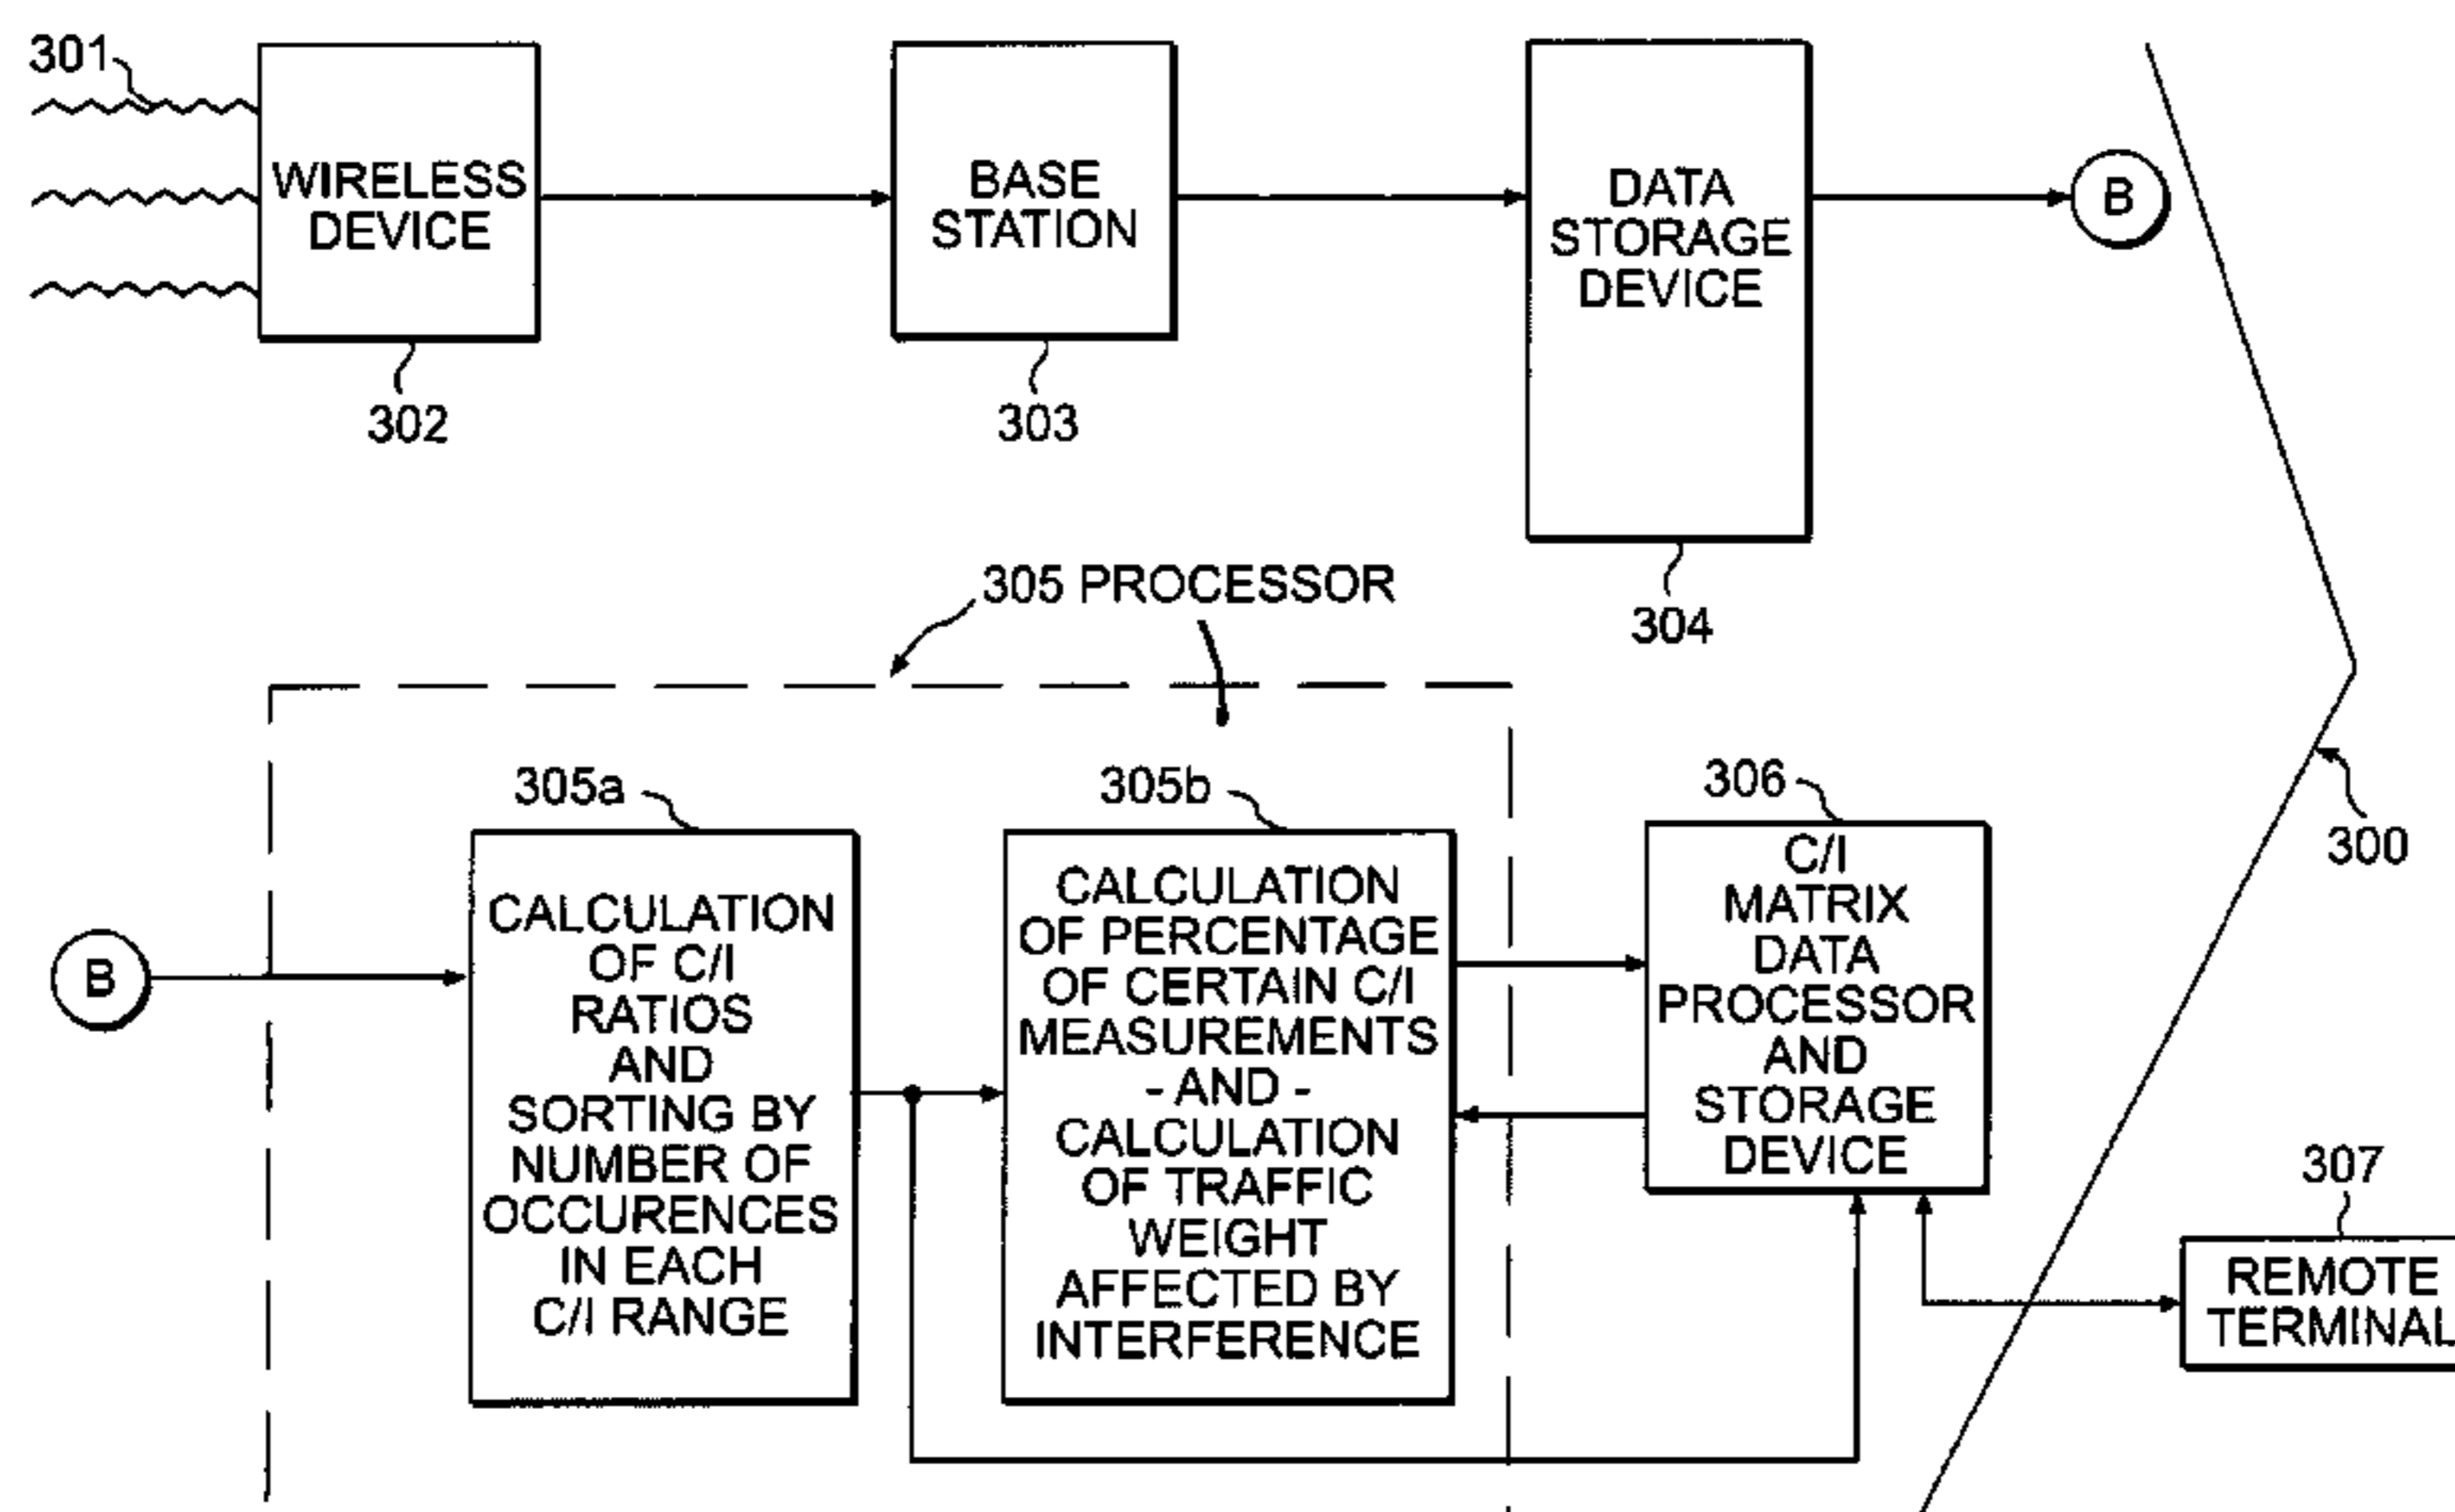 301
WIRELESS
DEVICE
302
BASE
STATION
303
DATA
STORAGE
DEVICE
304
B
305 PROCESSOR
300
B
305a
CALCULATION
OF C/I
RATIOS
AND
SORTING BY
NUMBER OF
OCCURENCES
IN EACH
C/I RANGE
305b
CALCULATION
OF PERCENTAGE
OF CERTAIN C/I
MEASUREMENTS
- AND -
CALCULATION
OF TRAFFIC
WEIGHT
AFFECTED BY
INTERFERENCE
306
C/I
MATRIX
DATA
PROCESSOR
AND
STORAGE
DEVICE
307
REMOTE
TERMINAL